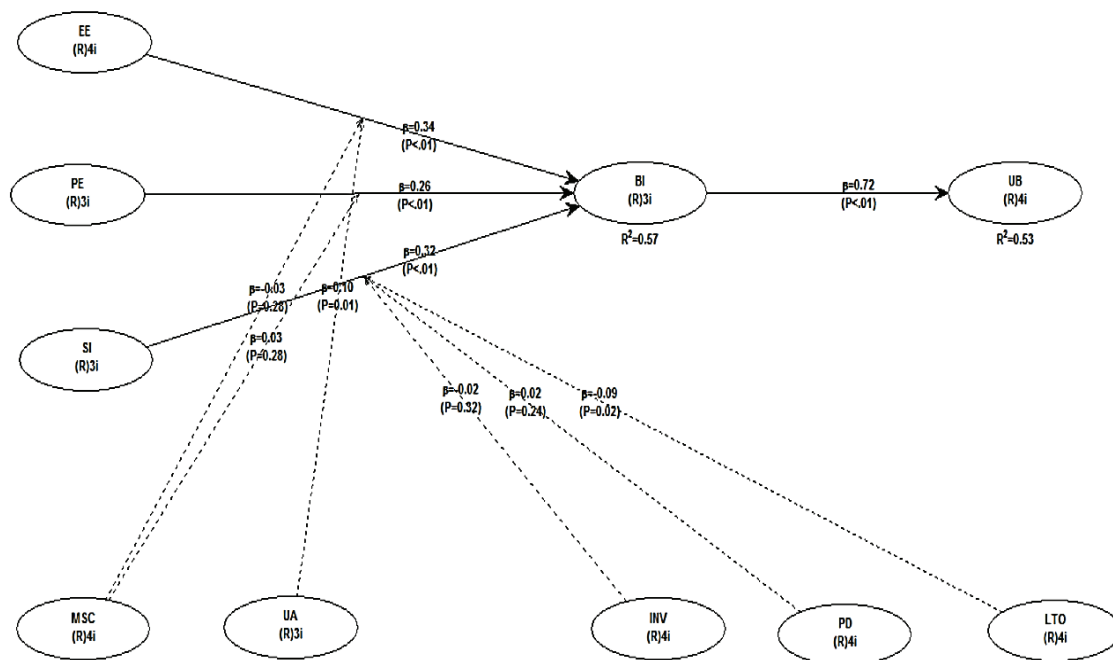 EE
(R)4i
β=0.34
(P<.01)
PE
(R)3i
β=0.26
(P<.01)
BI
(R)3i
R²=0.57
β=0.72
(P<.01)
UB
(R)4i
R²=0.53
β=0.32
(P<.01)
β=-0.03
(P=0.28)
β=0.10
(P=0.01)
SI
(R)3i
β=0.03
(P=0.28)
β=-0.02
(P=0.32)
β=0.02
(P=0.24)
β=-0.09
(P=0.02)
MSC
(R)4i
UA
(R)3i
INV
(R)4i
PD
(R)4i
LTO
(R)4i